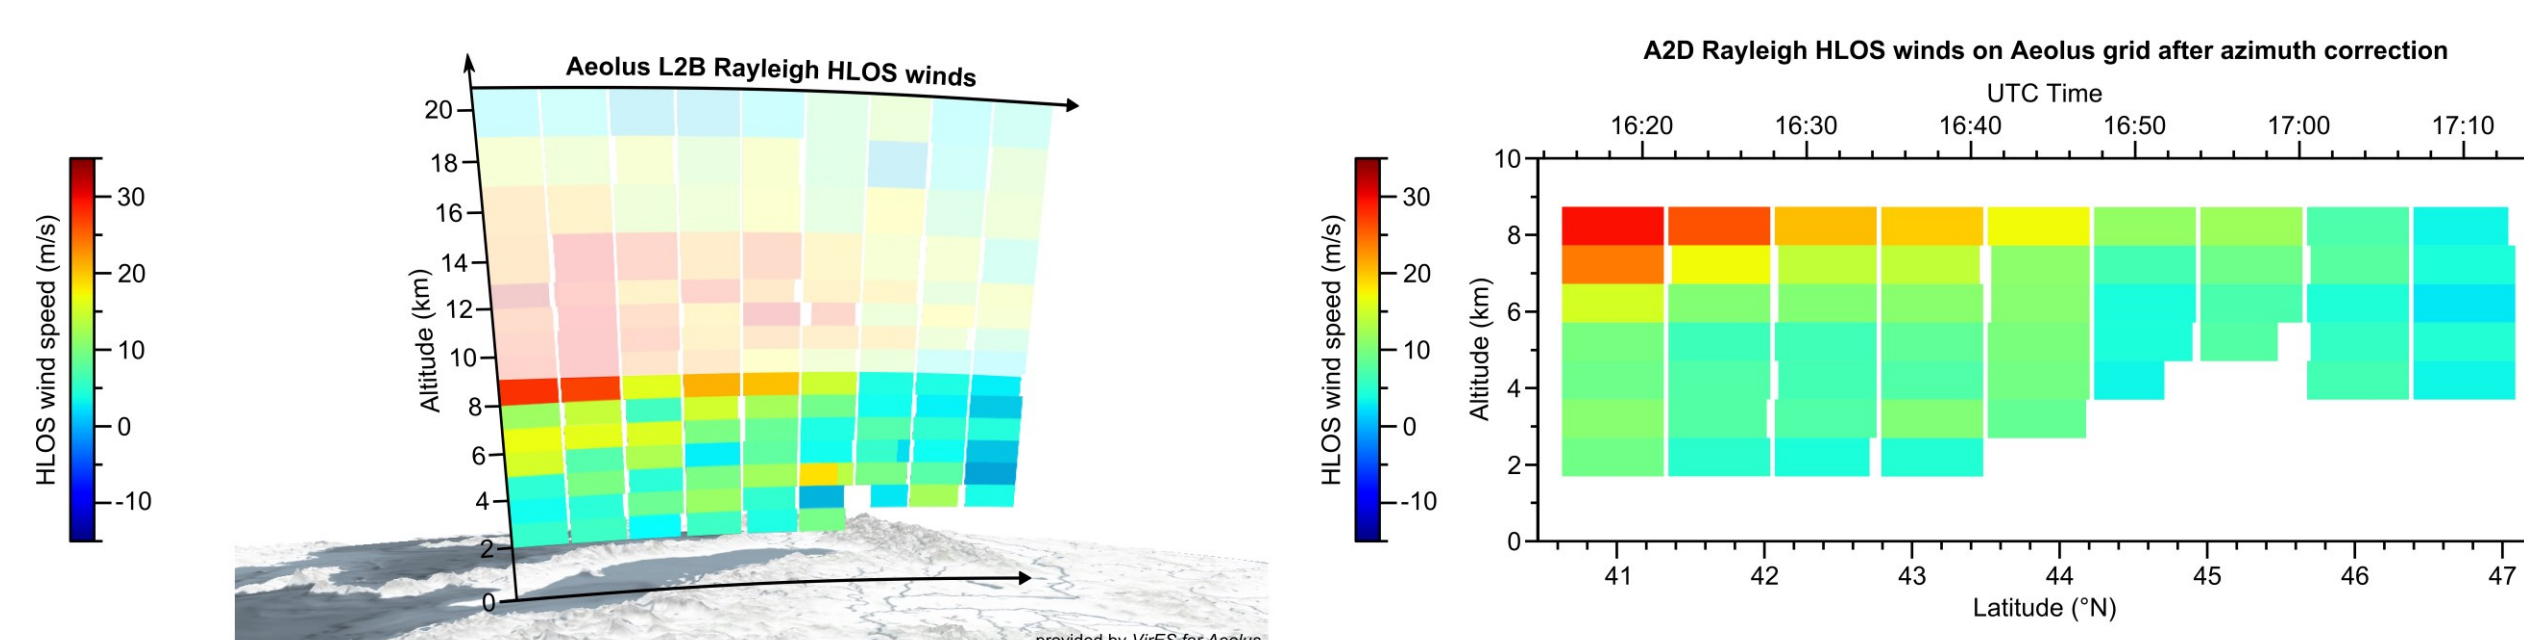 Aeolus L2B Rayleigh HLOS winds
20
18
16
14
12
10
8
6
4
2
0
Altitude (km)
30
20
10
0
-10
HLOS wind speed (m/s)
provided by VirES for Aeolus
A2D Rayleigh HLOS winds on Aeolus grid after azimuth correction
UTC Time
16:20 16:30 16:40 16:50 17:00 17:10
30
20
10
0
-10
HLOS wind speed (m/s)
10
8
6
4
2
0
Altitude (km)
41 42 43 44 45 46 47
Latitude (°N)